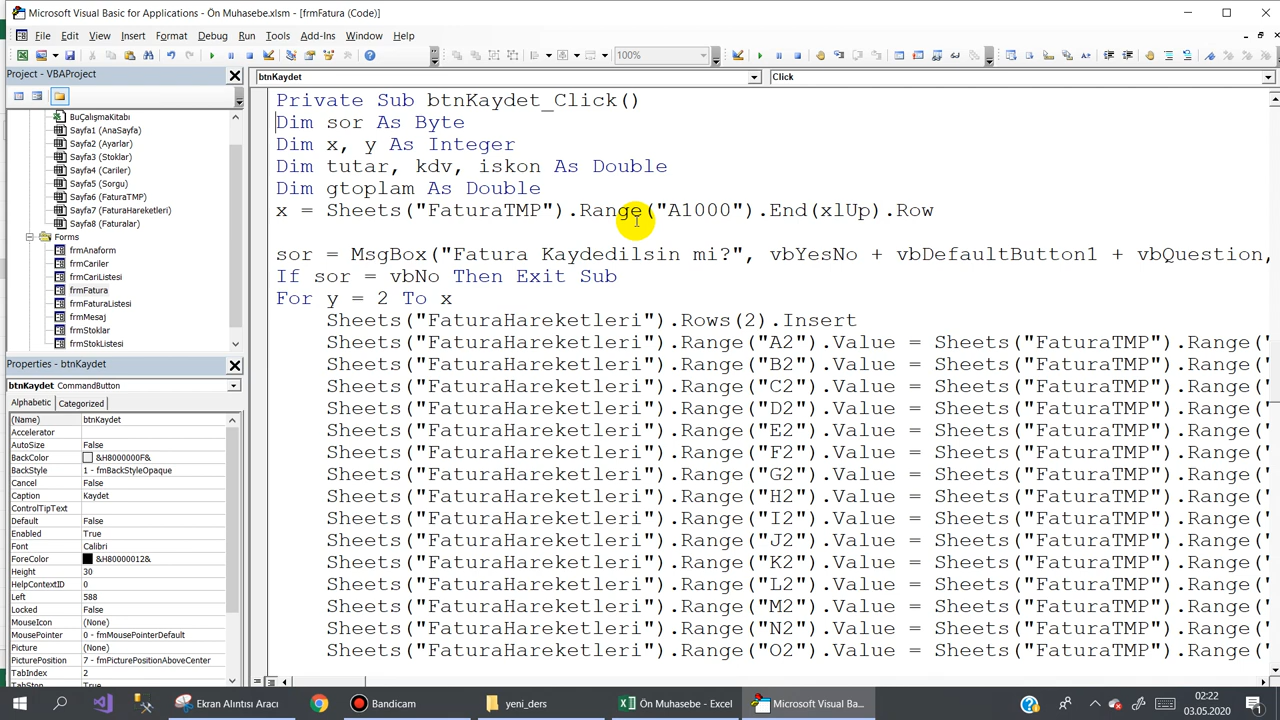 Microsoft Visual Basic for Applications - Ön Muhasebe.xlsm - [frmFatura (Code)]
File Edit View Insert Format Debug Run Tools Add-Ins Window Help
100%
Project - VBAProject
BuÇalışmaKitabı
Sayfa1 (AnaSayfa)
Sayfa2 (Ayarlar)
Sayfa3 (Stoklar)
Sayfa4 (Cariler)
Sayfa5 (Sorgu)
Sayfa6 (FaturaTMP)
Sayfa7 (FaturaHareketleri)
Sayfa8 (Faturalar)
Forms
frmAnaform
frmCariler
frmCariListesi
frmFatura
frmFaturaListesi
frmMesaj
frmStoklar
frmStokListesi
Properties - btnKaydet
btnKaydet CommandButton
Alphabetic Categorized
(Name) btnKaydet
Accelerator
AutoSize False
BackColor &H8000000F&
BackStyle 1 - fmBackStyleOpaque
Cancel False
Caption Kaydet
ControlTipText
Default False
Enabled True
Font Calibri
ForeColor &H80000012&
Height 30
HelpContextID 0
Left 588
Locked False
MouseIcon (None)
MousePointer 0 - fmMousePointerDefault
Picture (None)
PicturePosition 7 - fmPicturePositionAboveCenter
TabIndex 2
TabStop True
btnKaydet Click
Private Sub btnKaydet_Click()
Dim sor As Byte
Dim x, y As Integer
Dim tutar, kdv, iskon As Double
Dim gtoplam As Double
x = Sheets("FaturaTMP").Range("A1000").End(xlUp).Row
sor = MsgBox("Fatura Kaydedilsin mi?", vbYesNo + vbDefaultButton1 + vbQuestion,
If sor = vbNo Then Exit Sub
For y = 2 To x
Sheets("FaturaHareketleri").Rows(2).Insert
Sheets("FaturaHareketleri").Range("A2").Value = Sheets("FaturaTMP").Range("
Sheets("FaturaHareketleri").Range("B2").Value = Sheets("FaturaTMP").Range("
Sheets("FaturaHareketleri").Range("C2").Value = Sheets("FaturaTMP").Range("
Sheets("FaturaHareketleri").Range("D2").Value = Sheets("FaturaTMP").Range("
Sheets("FaturaHareketleri").Range("E2").Value = Sheets("FaturaTMP").Range("
Sheets("FaturaHareketleri").Range("F2").Value = Sheets("FaturaTMP").Range("
Sheets("FaturaHareketleri").Range("G2").Value = Sheets("FaturaTMP").Range("
Sheets("FaturaHareketleri").Range("H2").Value = Sheets("FaturaTMP").Range("
Sheets("FaturaHareketleri").Range("I2").Value = Sheets("FaturaTMP").Range("
Sheets("FaturaHareketleri").Range("J2").Value = Sheets("FaturaTMP").Range("
Sheets("FaturaHareketleri").Range("K2").Value = Sheets("FaturaTMP").Range("
Sheets("FaturaHareketleri").Range("L2").Value = Sheets("FaturaTMP").Range("
Sheets("FaturaHareketleri").Range("M2").Value = Sheets("FaturaTMP").Range("
Sheets("FaturaHareketleri").Range("N2").Value = Sheets("FaturaTMP").Range("
Sheets("FaturaHareketleri").Range("O2").Value = Sheets("FaturaTMP").Range("
Ekran Alıntısı Aracı Bandicam yeni_ders Ön Muhasebe - Excel Microsoft Visual Ba...
02:22
03.05.2020